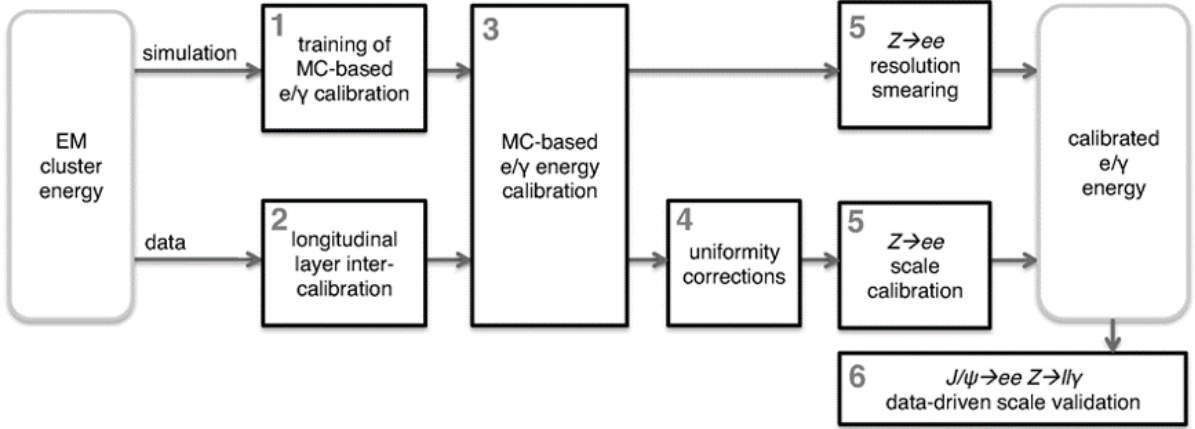 EM
cluster
energy
simulation
data
1
training of
MC-based
e/γ calibration
2
longitudinal
layer inter-
calibration
3
MC-based
e/γ energy
calibration
4
uniformity
corrections
5
Z→ee
resolution
smearing
5
Z→ee
scale
calibration
calibrated
e/γ
energy
6
J/ψ→ee Z→llγ
data-driven scale validation